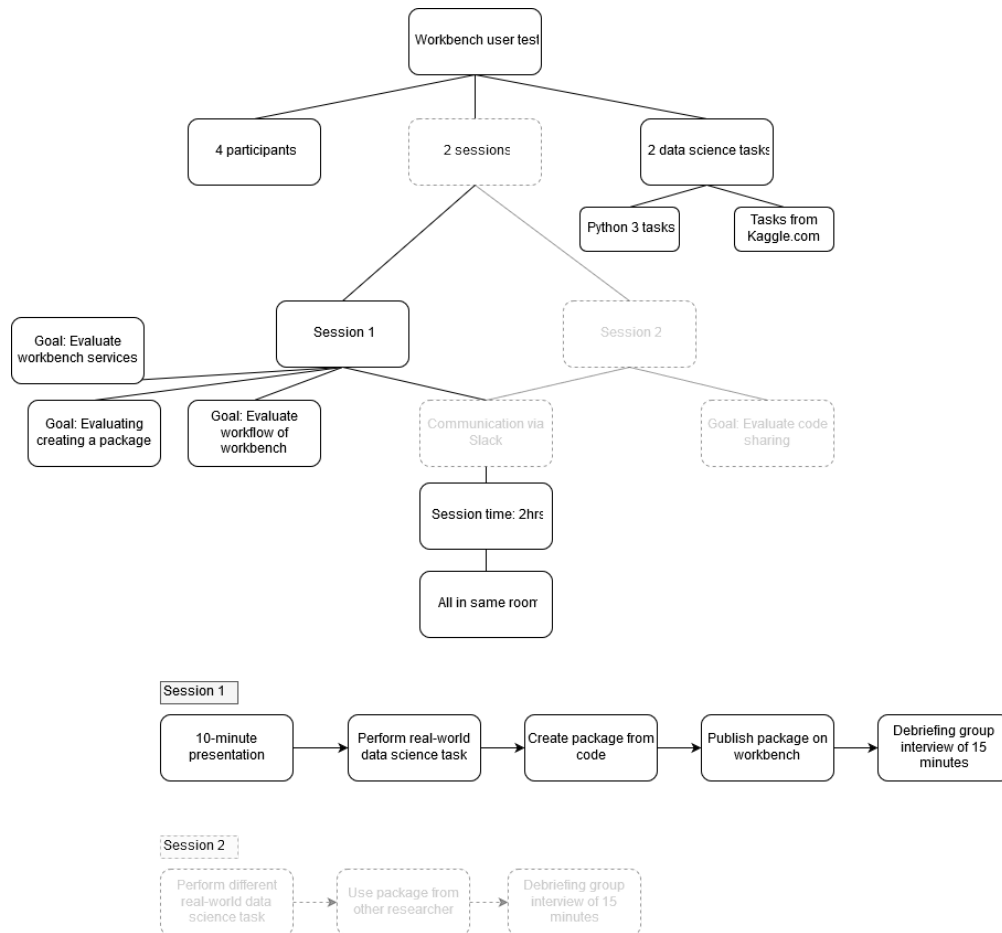 Workbench user test
4 participants
2 sessions
2 data science tasks
Python 3 tasks
Tasks from
Kaggle.com
Session 1
Session 2
Goal: Evaluate
workbench services
Goal: Evaluating
creating a package
Goal: Evaluate
workflow of
workbench
Communication via
Slack
Goal: Evaluate code
sharing
Session time: 2hrs
All in same room
Session 1
10-minute
presentation
Perform real-world
data science task
Create package from
code
Publish package on
workbench
Debriefing group
interview of 15
minutes
Session 2
Perform different
real-world data
science task
Use package from
other researcher
Debriefing group
interview of 15
minutes